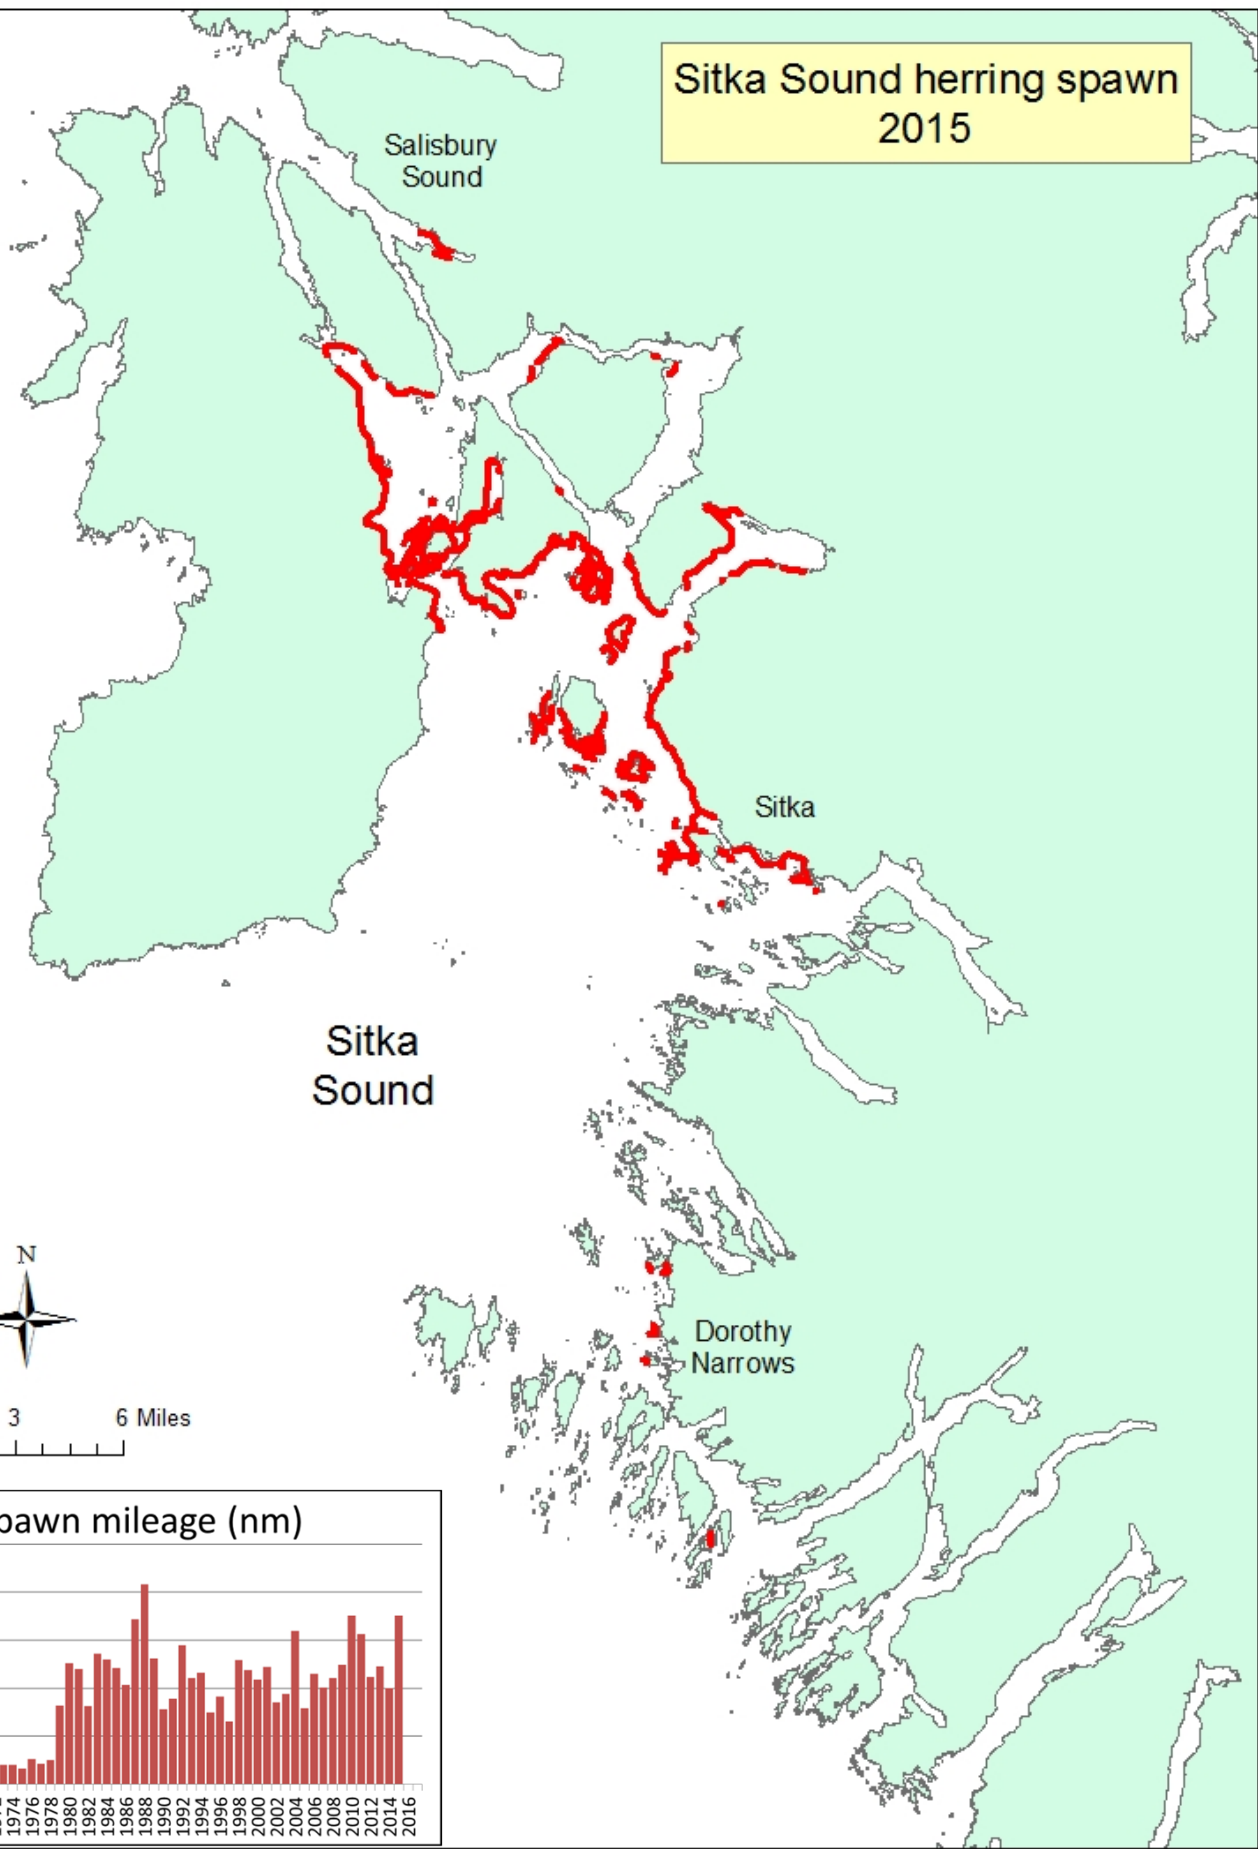 Sitka Sound herring spawn
2015
Salisbury
Sound
Sitka
Sitka
Sound
N
Dorothy
Narrows
3 6 Miles
pawn mileage (nm)
1974 1976 1978 1980 1982 1984 1986 1988 1990 1992 1994 1996 1998 2000 2002 2004 2006 2008 2010 2012 2014 2016